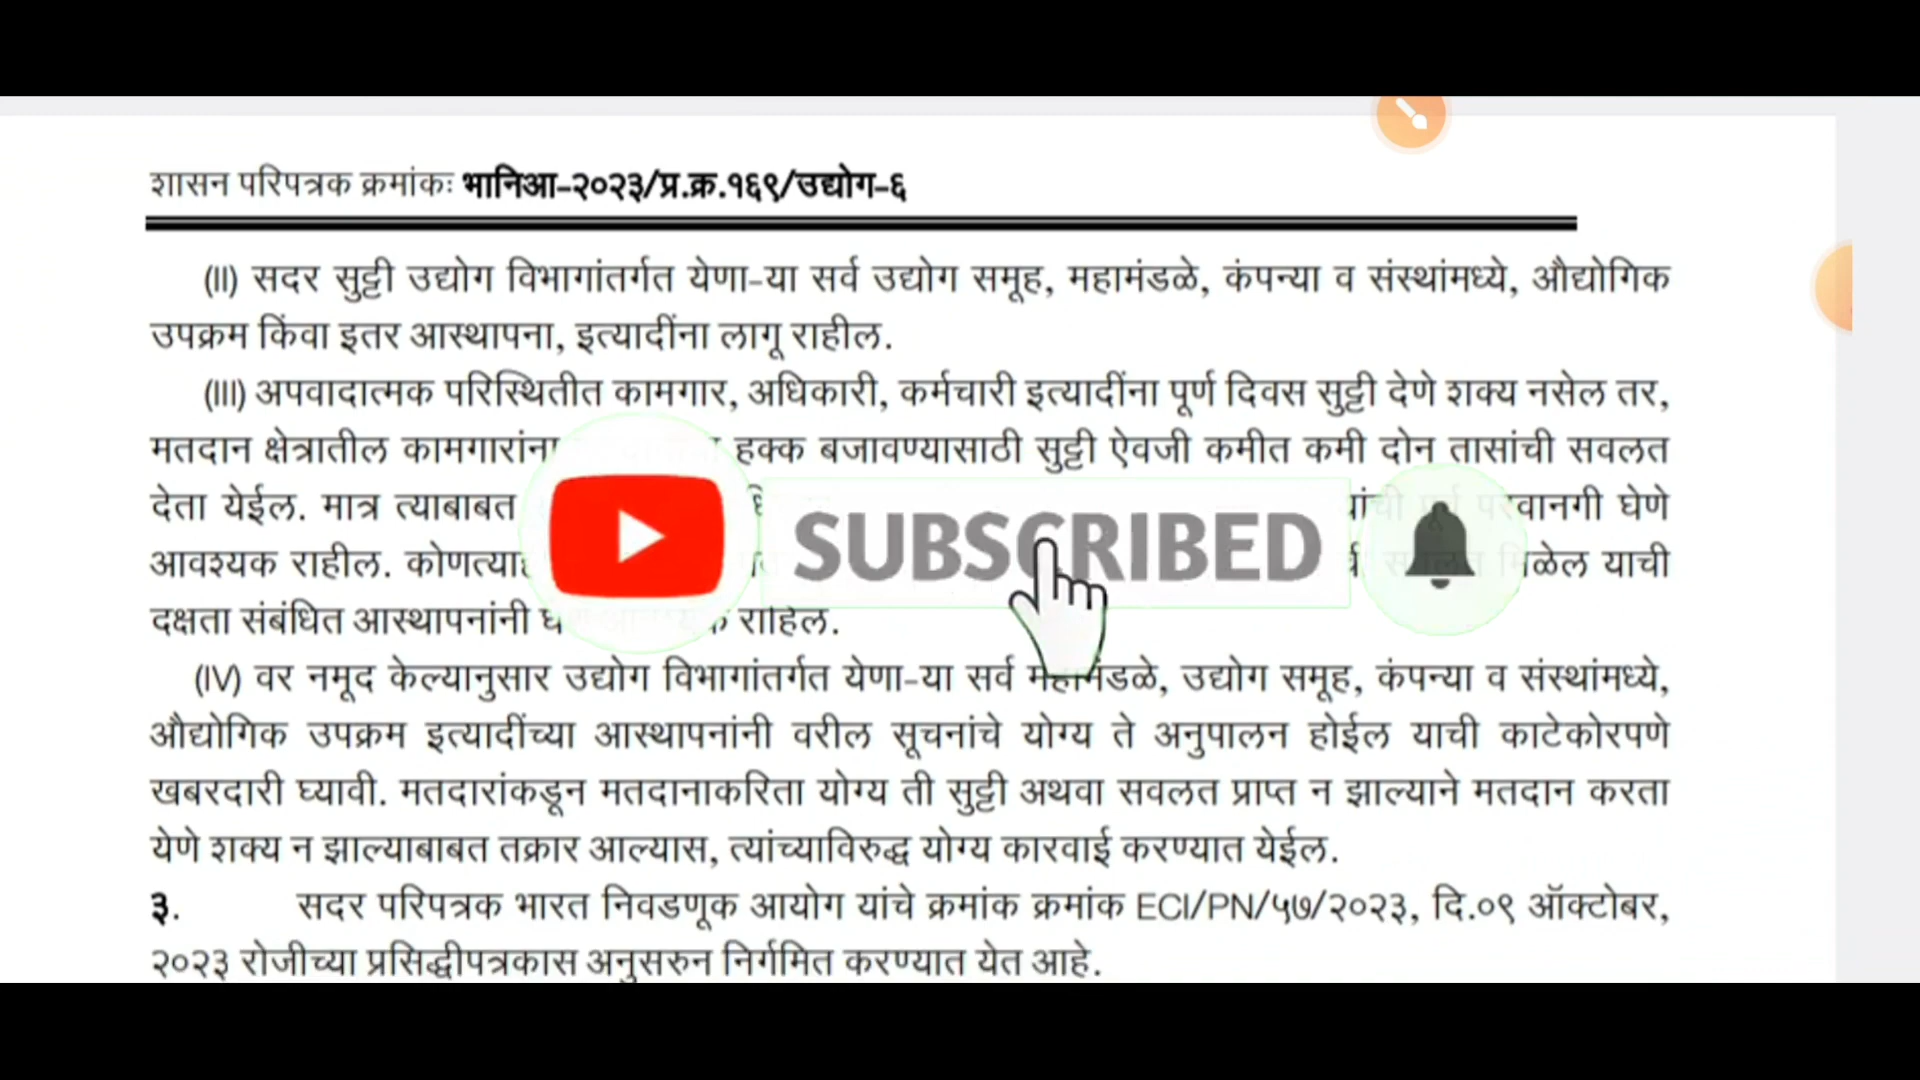 शासन परिपत्रक क्रमांकः भानिआ-२०२३/प्र.क्र.१६९/उद्योग-६
(II) सदर सुट्टी उद्योग विभागांतर्गत येणा-या सर्व उद्योग समूह, महामंडळे, कंपन्या व संस्थांमध्ये, औद्योगिक
उपक्रम किंवा इतर आस्थापना, इत्यादींना लागू राहील.
(III) अपवादात्मक परिस्थितीत कामगार, अधिकारी, कर्मचारी इत्यादींना पूर्ण दिवस सुट्टी देणे शक्य नसेल तर,
मतदान क्षेत्रातील कामगारांना हक्क बजावण्यासाठी सुट्टी ऐवजी कमीत कमी दोन तासांची सवलत
देता येईल. मात्र त्याबाबत पूर्व परवानगी घेणे
आवश्यक राहील. सवलत मिळेल याची
दक्षता संबंधित आस्थापनांनी राहिल.
SUBSCRIBED
(IV) वर नमूद केल्यानुसार उद्योग विभागांतर्गत येणा-या सर्व महामंडळे, उद्योग समूह, कंपन्या व संस्थांमध्ये,
औद्योगिक उपक्रम इत्यादींच्या आस्थापनांनी वरील सूचनांचे योग्य ते अनुपालन होईल याची काटेकोरपणे
खबरदारी घ्यावी. मतदारांकडून मतदानाकरिता योग्य ती सुट्टी अथवा सवलत प्राप्त न झाल्याने मतदान करता
येणे शक्य न झाल्याबाबत तक्रार आल्यास, त्यांच्याविरुद्ध योग्य कारवाई करण्यात येईल.
३. सदर परिपत्रक भारत निवडणूक आयोग यांचे क्रमांक क्रमांक ECI/PN/५७/२०२३, दि.०९ ऑक्टोबर,
२०२३ रोजीच्या प्रसिद्धीपत्रकास अनुसरुन निर्गमित करण्यात येत आहे.